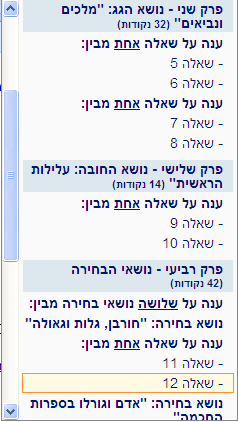 פרק שני - נושא הגג: "מלכים
ונביאים" (32 נקודות)
ענה על שאלה אחת מבין:
- שאלה 5
- שאלה 6
ענה על שאלה אחת מבין:
- שאלה 7
- שאלה 8
פרק שלישי - נושא החובה: עלילות
הראשית" (14 נקודות)
ענה על שאלה אחת מבין:
- שאלה 9
- שאלה 10
פרק רביעי - נושאי הבחירה
(42 נקודות)
ענה על שלושה נושאי בחירה מבין:
נושא בחירה: "חורבן, גלות וגאולה"
ענה על שאלה אחת מבין:
- שאלה 11
- שאלה 12
נושא בחירה: "אדם וגורלו בספרות
החכמה"